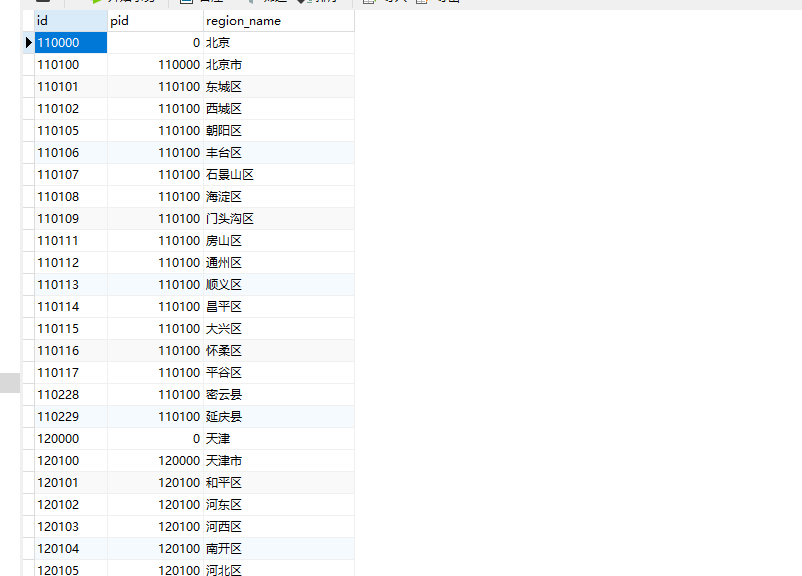 id pid region_name
110000 0 北京
110100 110000 北京市
110101 110100 东城区
110102 110100 西城区
110105 110100 朝阳区
110106 110100 丰台区
110107 110100 石景山区
110108 110100 海淀区
110109 110100 门头沟区
110111 110100 房山区
110112 110100 通州区
110113 110100 顺义区
110114 110100 昌平区
110115 110100 大兴区
110116 110100 怀柔区
110117 110100 平谷区
110228 110100 密云县
110229 110100 延庆县
120000 0 天津
120100 120000 天津市
120101 120100 和平区
120102 120100 河东区
120103 120100 河西区
120104 120100 南开区
120105 120100 河北区